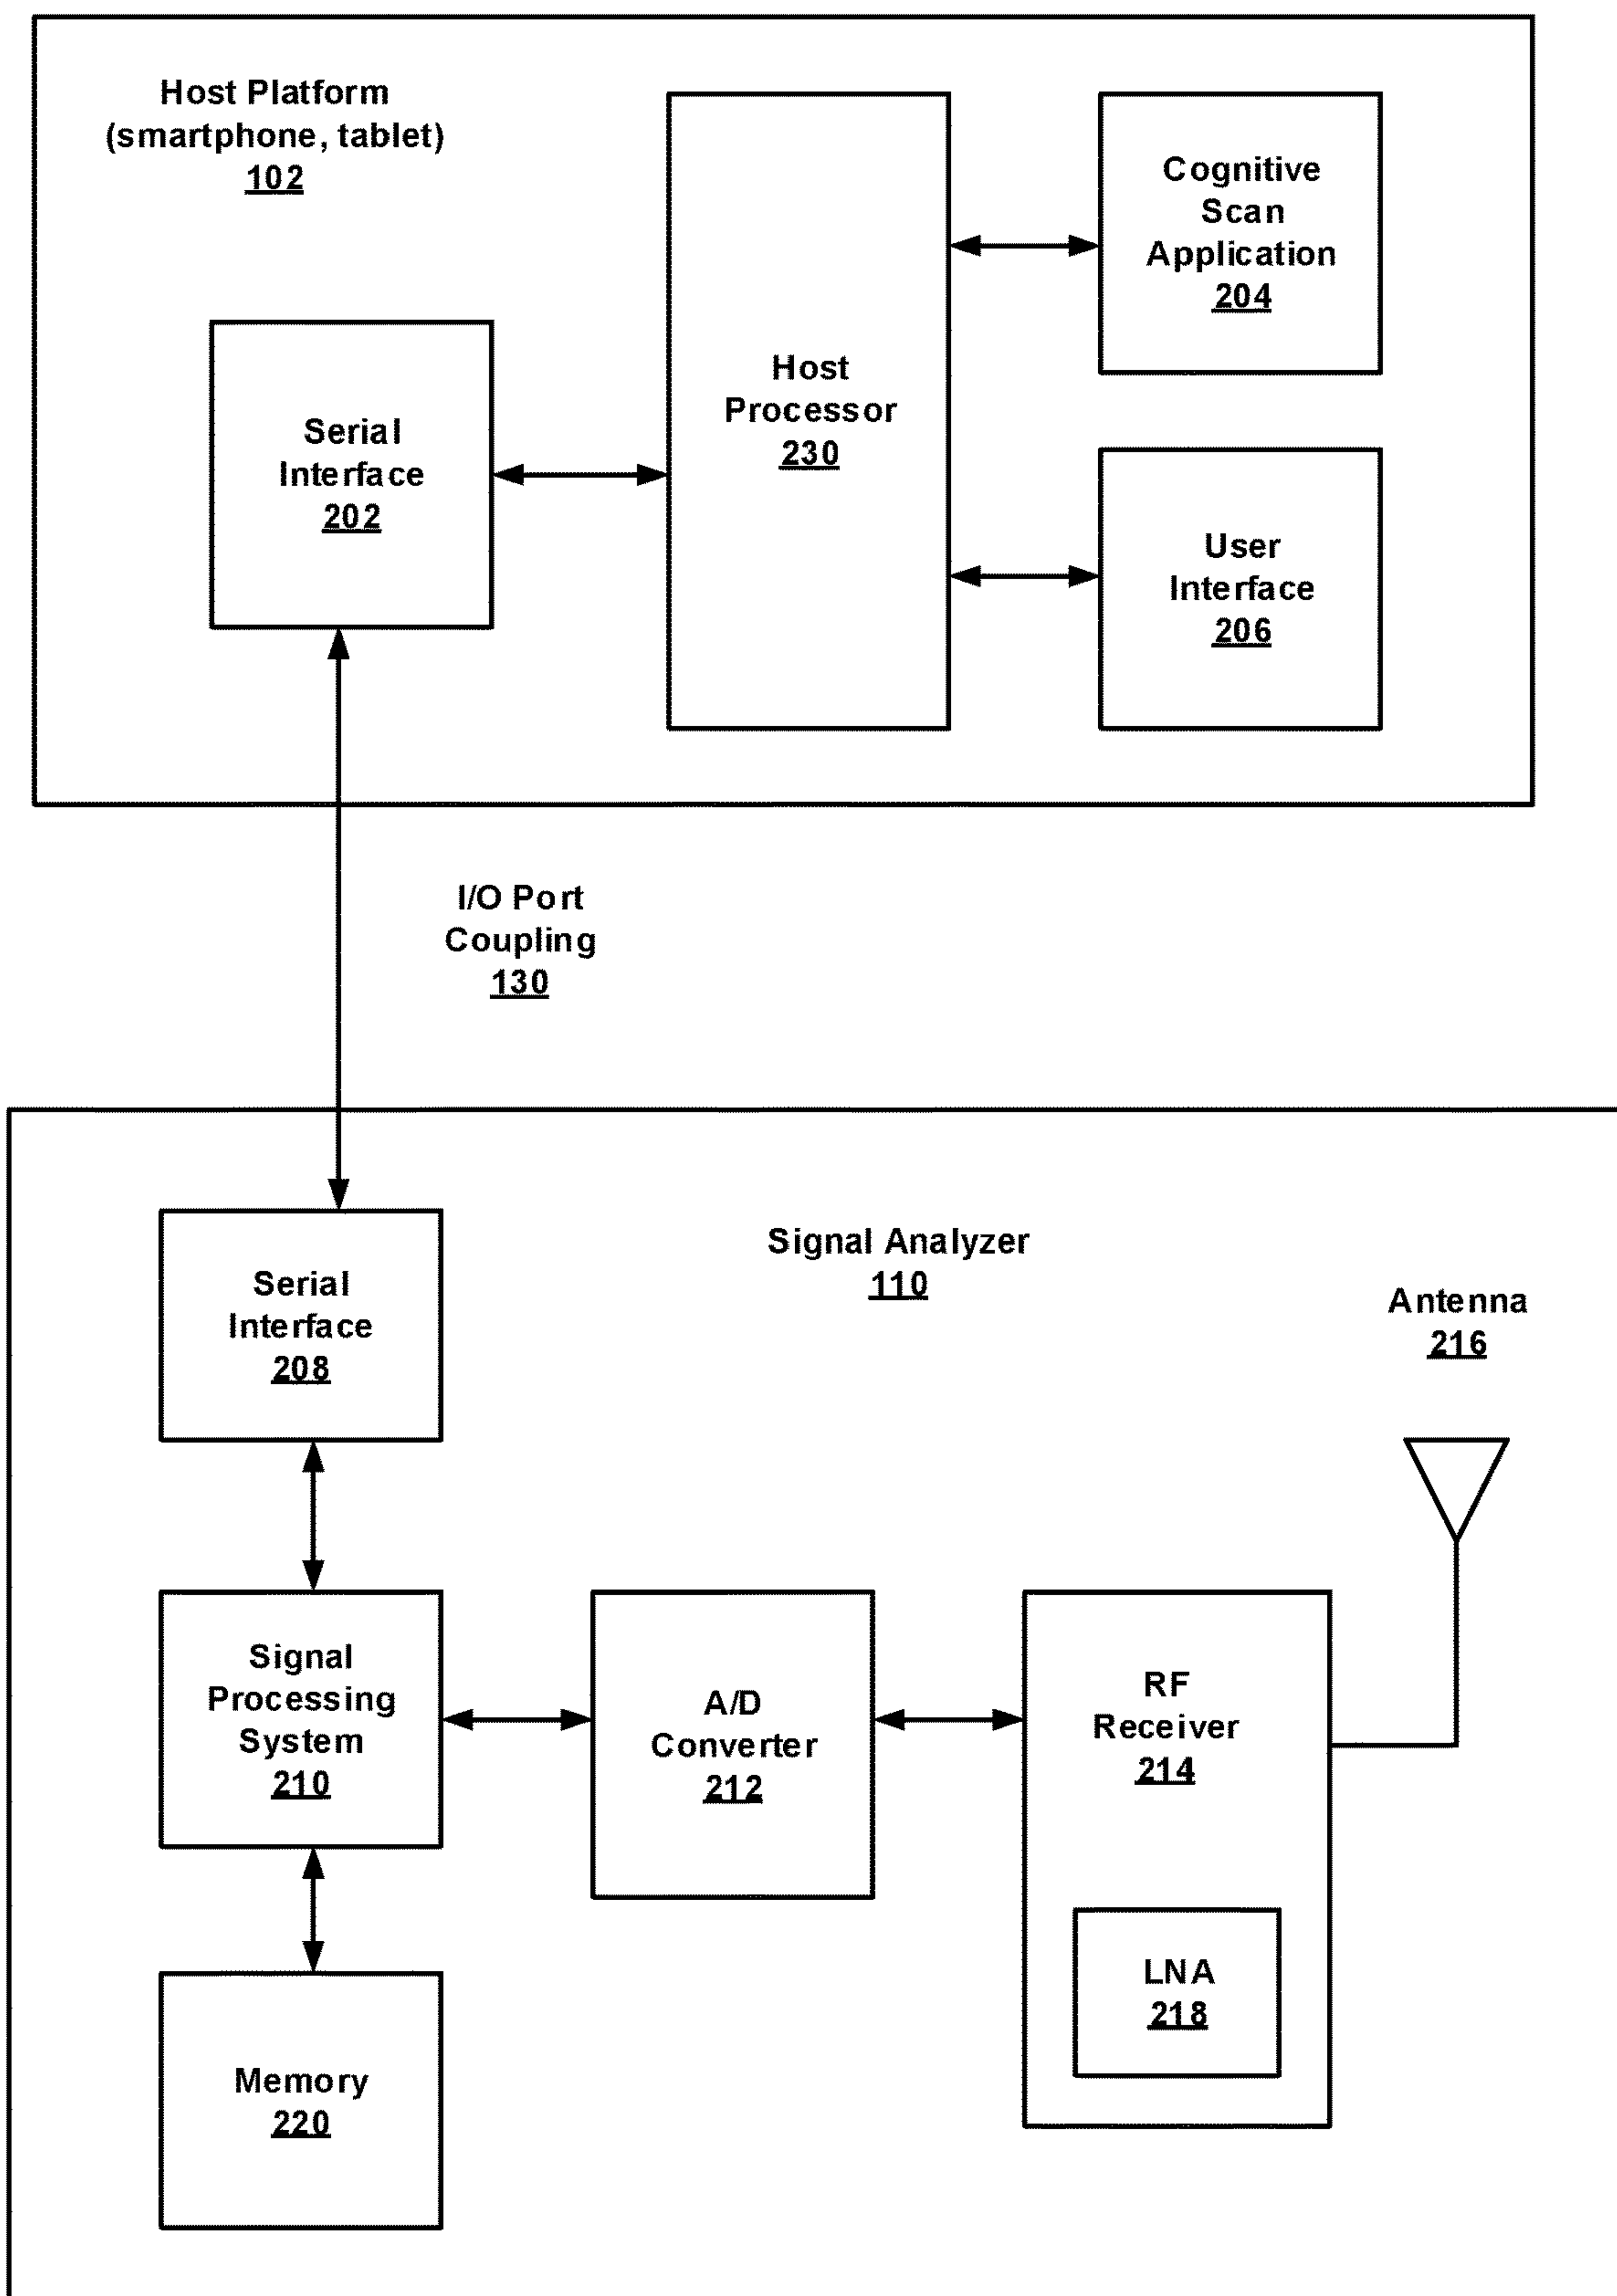 Host Platform
(smartphone, tablet)
102
Cognitive
Scan
Application
204
Host
Processor
230
Serial
Interface
202
User
Interface
206
I/O Port
Coupling
130
Signal Analyzer
110
Serial
Interface
208
Antenna
216
Signal
Processing
System
210
A/D
Converter
212
RF
Receiver
214
LNA
218
Memory
220